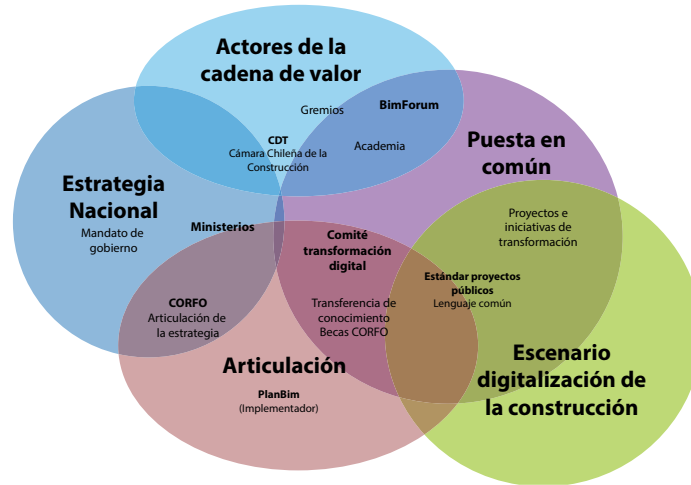 Actores de la
cadena de valor
Gremios
BimForum
CDT
Cámara Chilena de la
Construcción
Academia
Puesta en
común
Estrategia
Nacional
Mandato de
gobierno
Ministerios
Comité
transformación
digital
Proyectos e
iniciativas de
transformación
Estándar proyectos
públicos
Lenguaje común
CORFO
Articulación de
la estrategia
Transferencia de
conocimiento
Becas CORFO
Articulación
PlanBim
(Implementador)
Escenario
digitalización de
la construcción